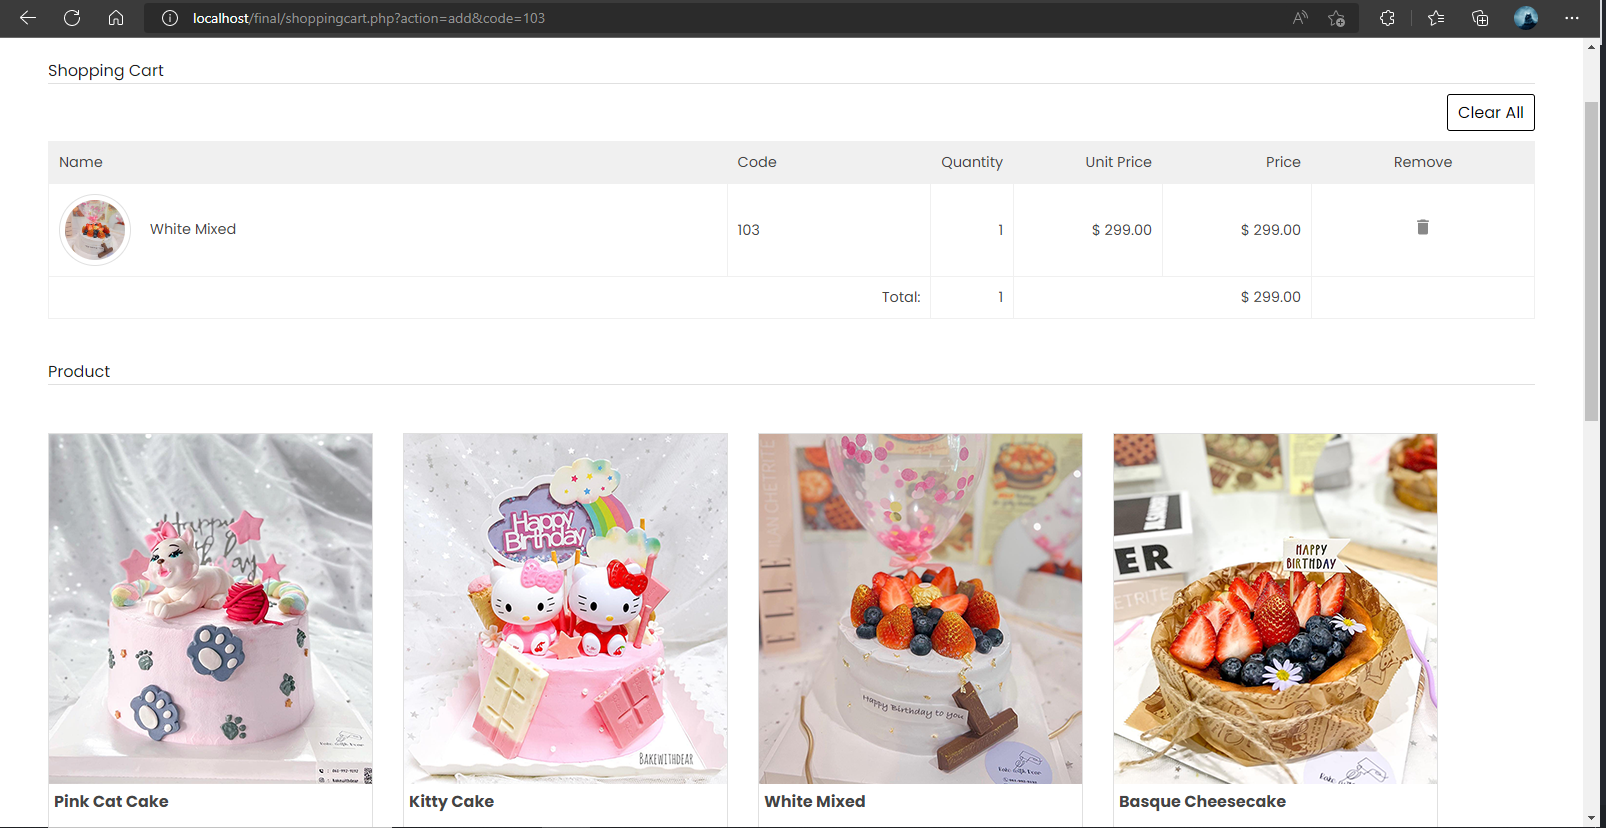 localhost/final/shoppingcart.php?action=add&code=103
Shopping Cart
Clear All
Name Code Quantity Unit Price Price Remove
White Mixed 103 1 $ 299.00 $ 299.00
Total: 1 $ 299.00
Product
Happy
Birthday
Happy
Birthday
BAKEWITHDEAR
Happy Birthday to you
ER
HAPPY
BIRTHDAY
Pink Cat Cake
Kitty Cake
White Mixed
Basque Cheesecake